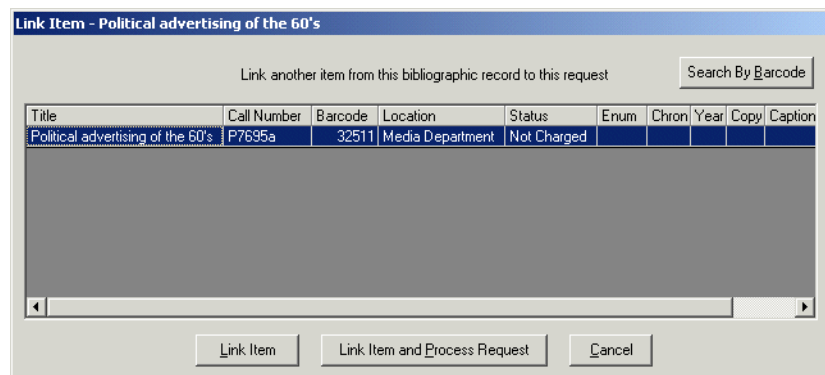 Link Item - Political advertising of the 60's
Link another item from this bibliographic record to this request
Search By Barcode
Title Call Number Barcode Location Status Enum Chron Year Copy Caption
Political advertising of the 60's P7695a 32511 Media Department Not Charged
Link Item Link Item and Process Request Cancel